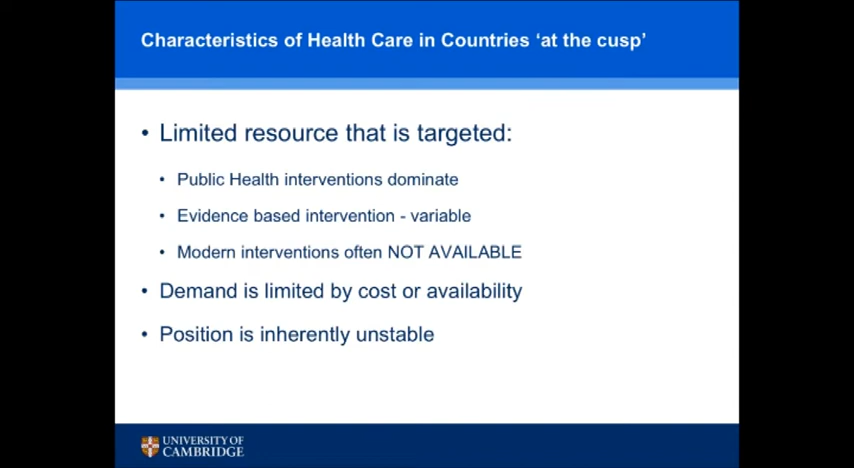 Characteristics of Health Care in Countries ‘at the cusp’
• Limited resource that is targeted:
• Public Health interventions dominate
• Evidence based intervention - variable
• Modern interventions often NOT AVAILABLE
• Demand is limited by cost or availability
• Position is inherently unstable
UNIVERSITY OF
CAMBRIDGE